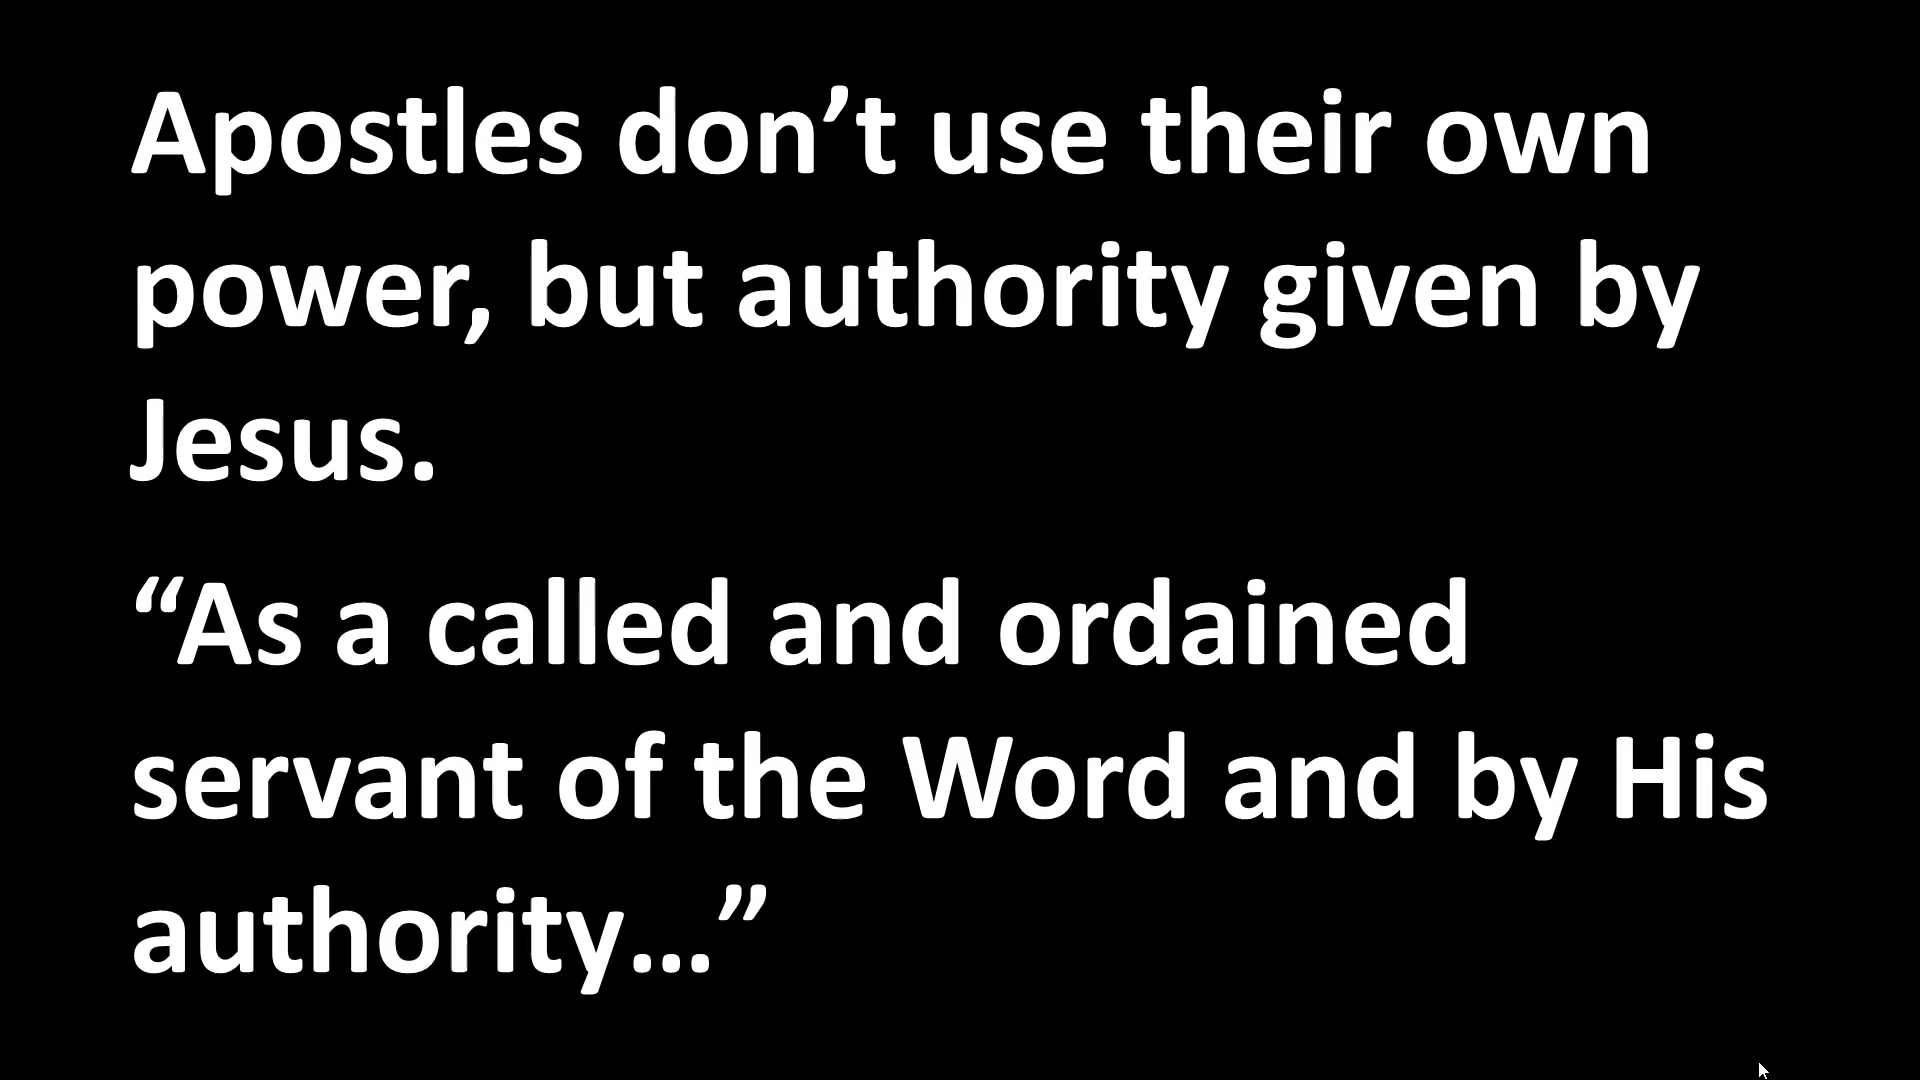 Apostles don’t use their own
power, but authority given by
Jesus.
“As a called and ordained
servant of the Word and by His
authority…”